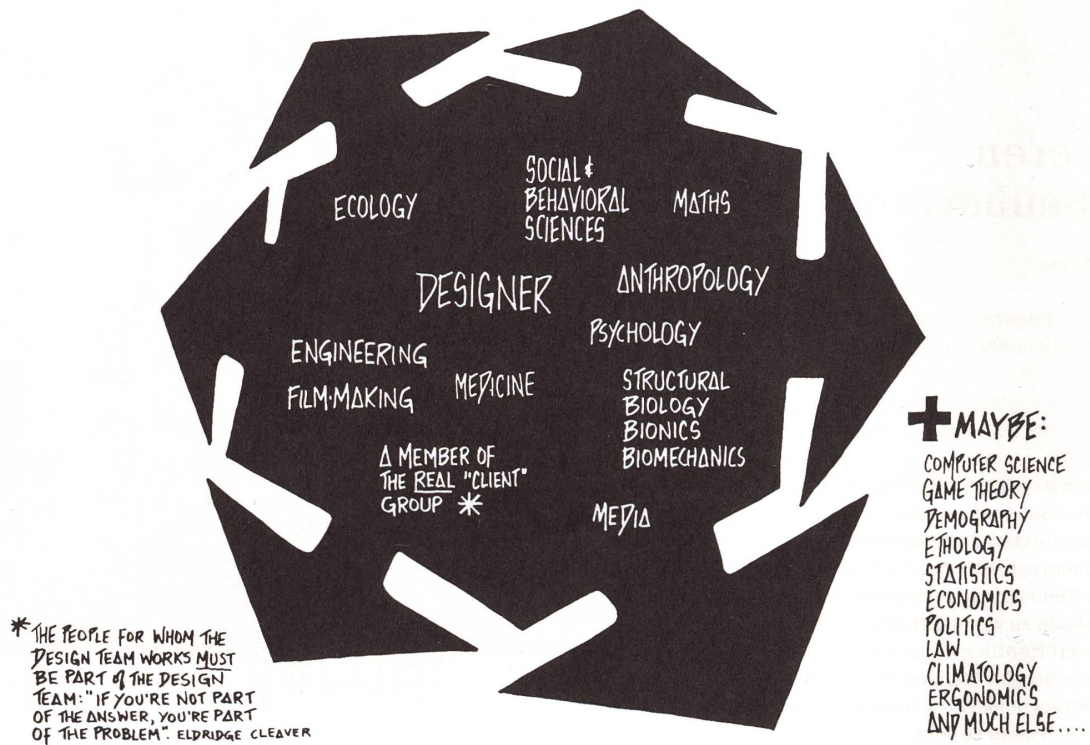 ECOLOGY
SOCIAL &
BEHAVIORAL
SCIENCES
MATHS
DESIGNER
ANTHROPOLOGY
PSYCHOLOGY
ENGINEERING
FILM·MAKING
MEDICINE
STRUCTURAL
BIOLOGY
BIONICS
BIOMECHANICS
A MEMBER OF
THE REAL "CLIENT"
GROUP *
MEDIA
+ MAYBE:
COMPUTER SCIENCE
GAME THEORY
DEMOGRAPHY
ETHOLOGY
STATISTICS
ECONOMICS
POLITICS
LAW
CLIMATOLOGY
ERGONOMICS
AND MUCH ELSE....
* THE PEOPLE FOR WHOM THE
DESIGN TEAM WORKS MUST
BE PART of THE DESIGN
TEAM: "IF YOU'RE NOT PART
OF THE ANSWER, YOU'RE PART
OF THE PROBLEM". ELDRIDGE CLEAVER